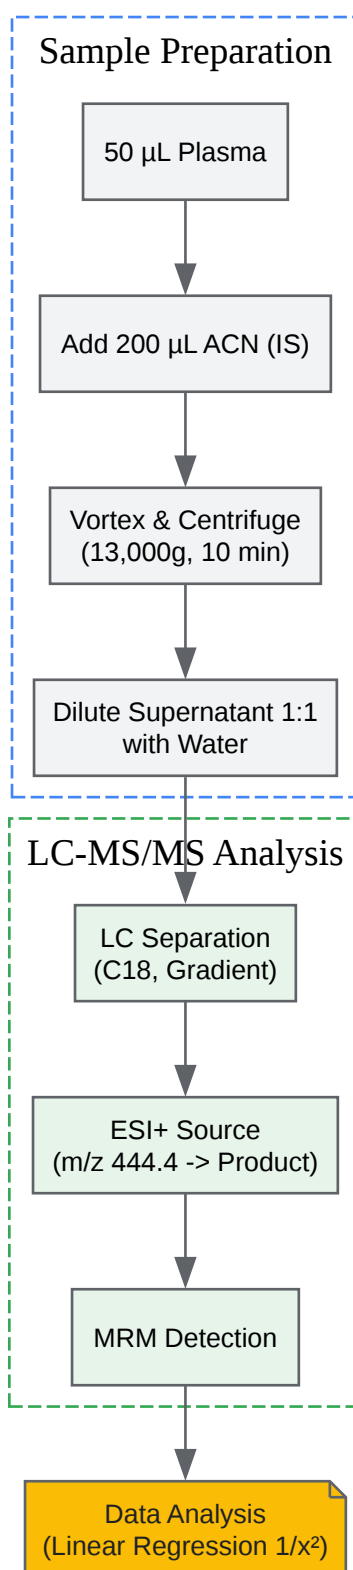 Sample Preparation
50 µL Plasma
Add 200 µL ACN (IS)
Vortex & Centrifuge
(13,000g, 10 min)
Dilute Supernatant 1:1
with Water
LC-MS/MS Analysis
LC Separation
(C18, Gradient)
ESI+ Source
(m/z 444.4 -> Product)
MRM Detection
Data Analysis
(Linear Regression 1/x²)